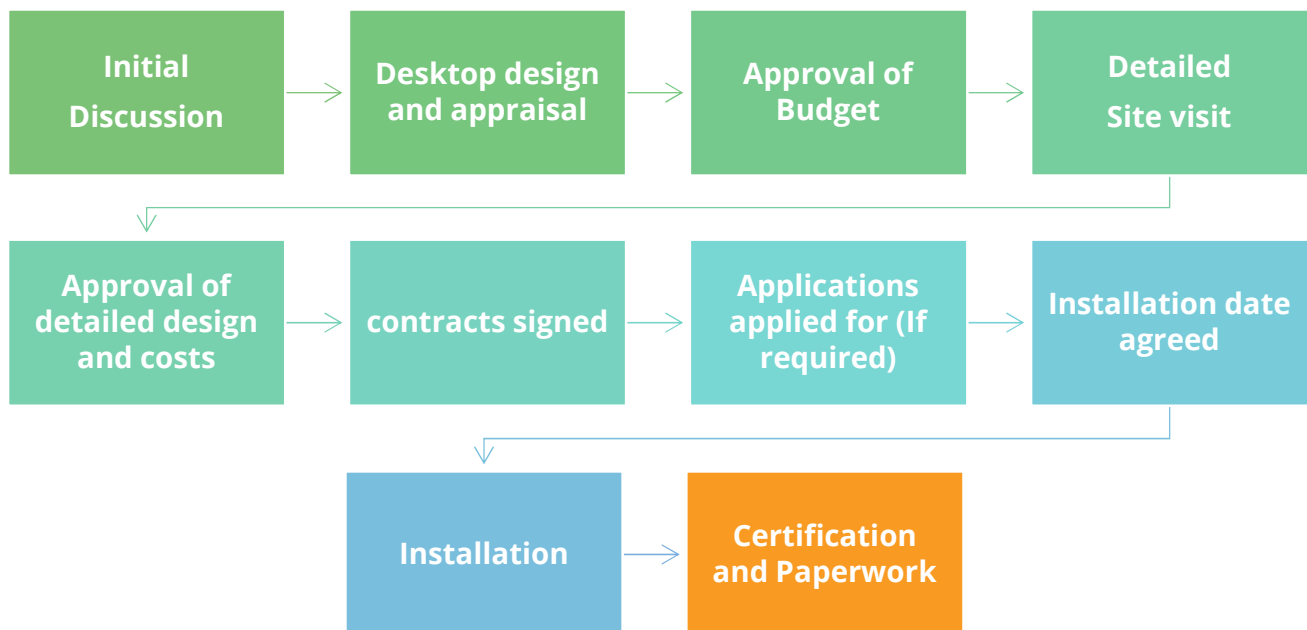 Initial
Discussion
Desktop design
and appraisal
Approval of
Budget
Detailed
Site visit
Approval of
detailed design
and costs
contracts signed
Applications
applied for (If
required)
Installation date
agreed
Installation
Certification
and Paperwork